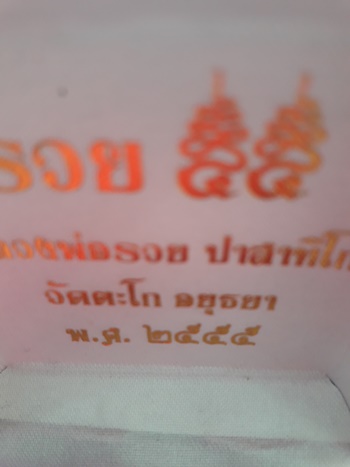 รวย ๕๕
หลวงพ่อรวย ปาสาทิโก
วัดตะโก อยุธยา
พ.ศ. ๒๕๕๕